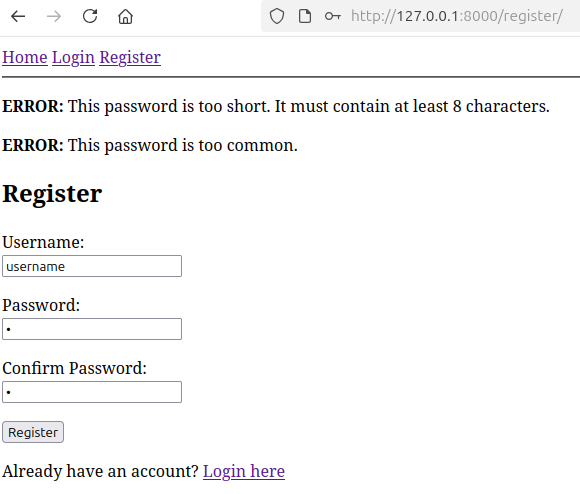 http://127.0.0.1:8000/register/
Home Login Register
ERROR: This password is too short. It must contain at least 8 characters.
ERROR: This password is too common.
Register
Username:
username
Password:
•
Confirm Password:
•
Register
Already have an account? Login here